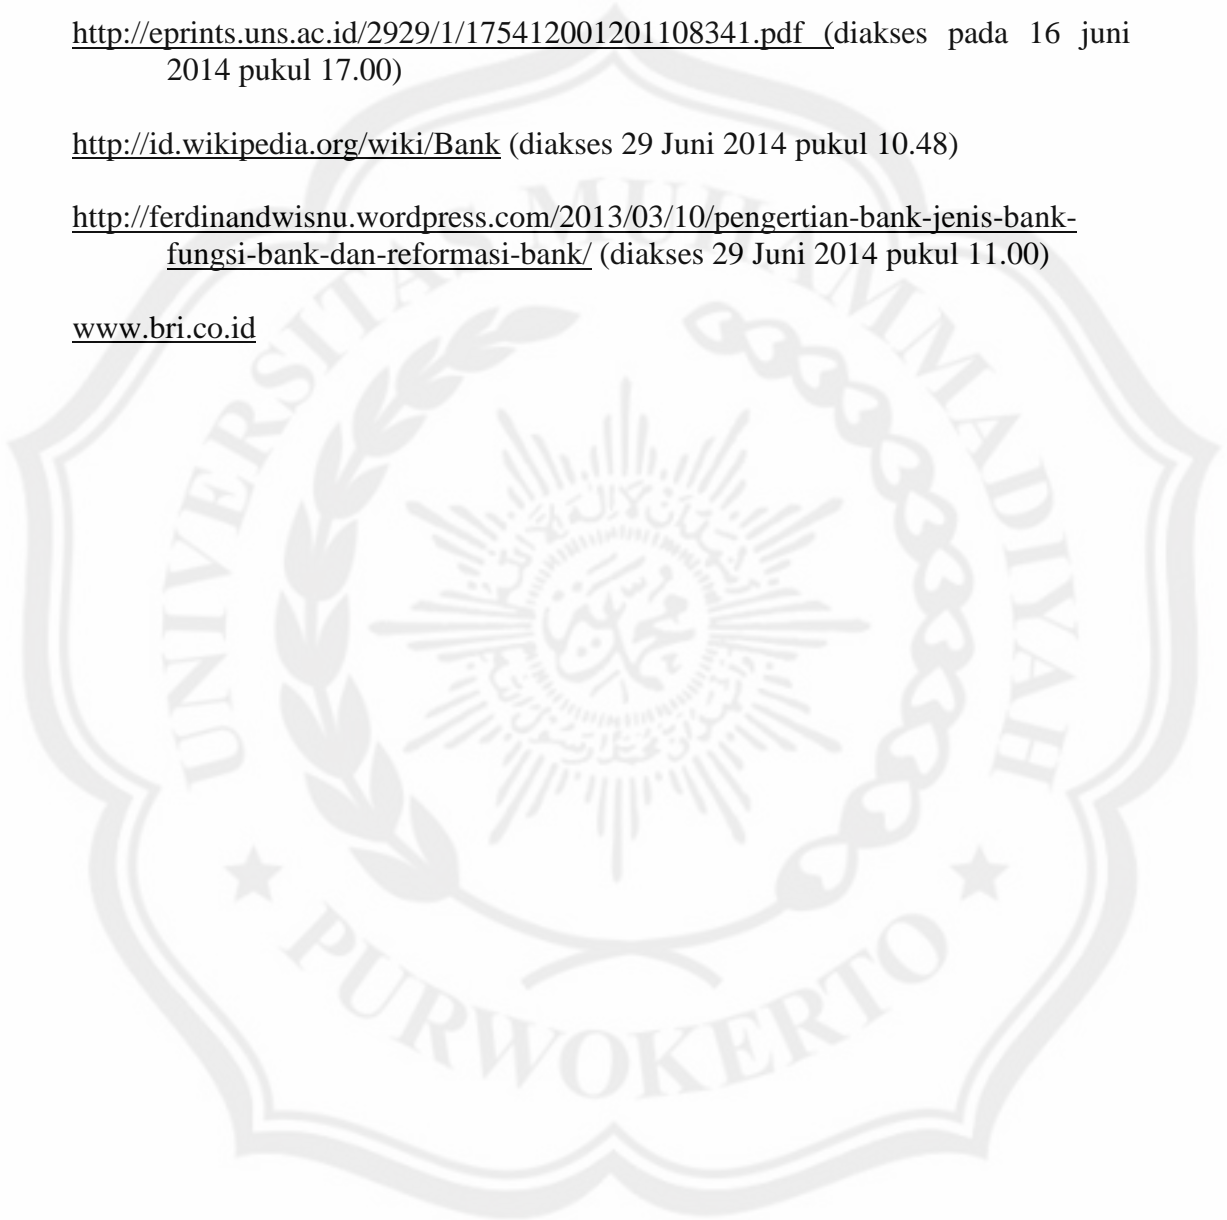 http://eprints.uns.ac.id/2929/1/175412001201108341.pdf (diakses pada 16 juni
2014 pukul 17.00)
http://id.wikipedia.org/wiki/Bank (diakses 29 Juni 2014 pukul 10.48)
http://ferdinandwisnu.wordpress.com/2013/03/10/pengertian-bank-jenis-bank-
fungsi-bank-dan-reformasi-bank/ (diakses 29 Juni 2014 pukul 11.00)
www.bri.co.id
UNIVERSITAS MUHAMMADIYAH
PURWOKERTO